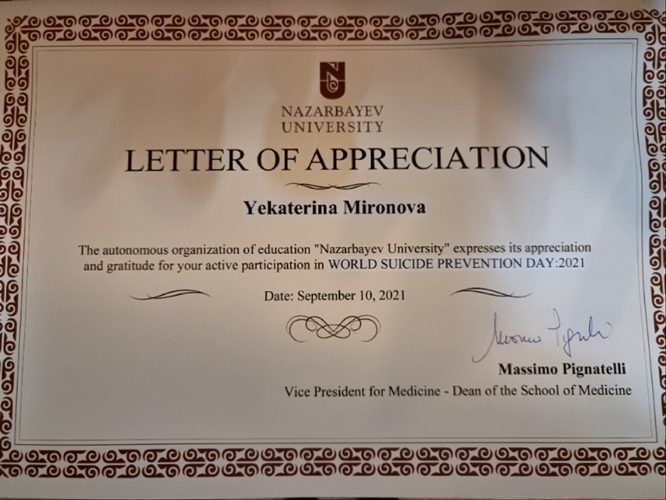 NAZARBAYEV
UNIVERSITY
LETTER OF APPRECIATION
Yekaterina Mironova
The autonomous organization of education "Nazarbayev University" expresses its appreciation
and gratitude for your active participation in WORLD SUICIDE PREVENTION DAY:2021
Date: September 10, 2021
Massimo Pignatelli
Vice President for Medicine - Dean of the School of Medicine